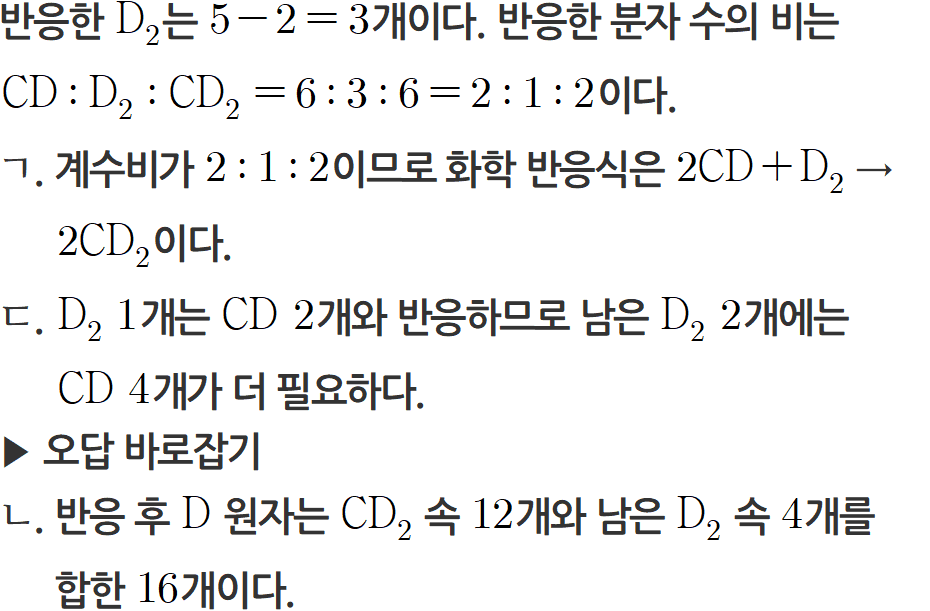 반응한 D₂는 5－2＝3개이다. 반응한 분자 수의 비는
CD : D₂ : CD₂ ＝6 : 3 : 6＝2 : 1 : 2이다.
ㄱ. 계수비가 2 : 1 : 2이므로 화학 반응식은 2CD＋D₂ →
2CD₂이다.
ㄷ. D₂ 1개는 CD 2개와 반응하므로 남은 D₂ 2개에는
CD 4개가 더 필요하다.
▶ 오답 바로잡기
ㄴ. 반응 후 D 원자는 CD₂ 속 12개와 남은 D₂ 속 4개를
합한 16개이다.